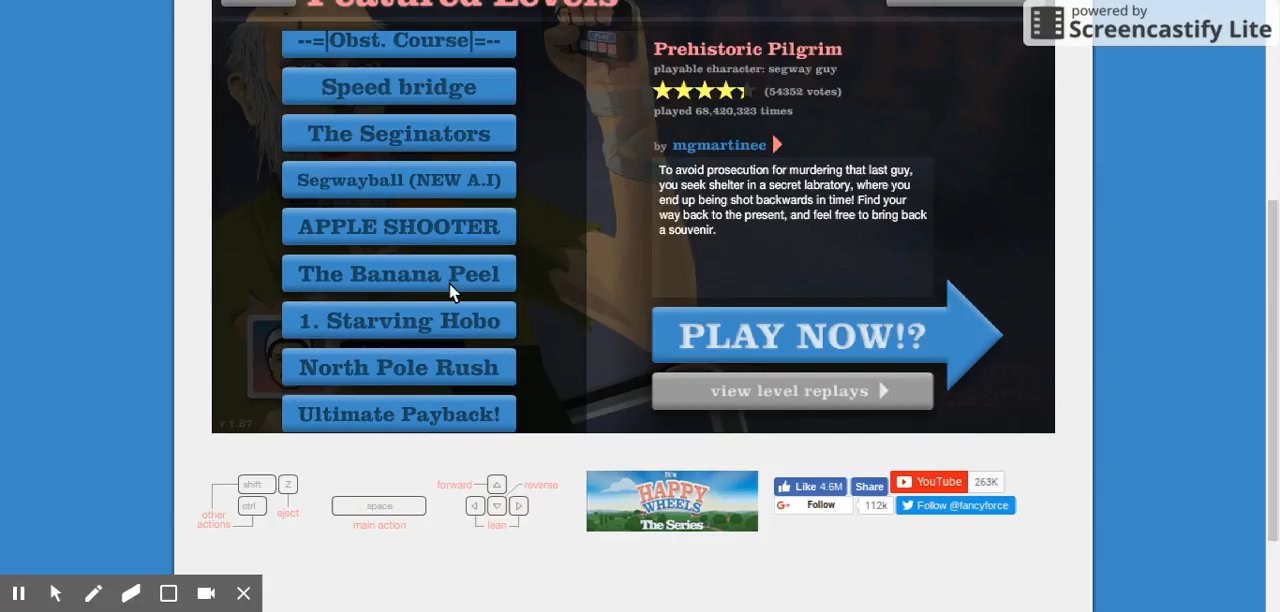 Featured Levels
powered by
Screencastify Lite
--=|Obst. Course|=--
Speed bridge
The Seginators
Segwayball (NEW A.I)
APPLE SHOOTER
The Banana Peel
1. Starving Hobo
North Pole Rush
Ultimate Payback!
v 1.87
Prehistoric Pilgrim
playable character: segway guy
(54352 votes)
played 68,420,323 times
by mgmartinee
To avoid prosecution for murdering that last guy,
you seek shelter in a secret labratory, where you
end up being shot backwards in time! Find your
way back to the present, and feel free to bring back
a souvenir.
PLAY NOW!?
view level replays
shift
Z
ctrl
other
actions
eject
space
main action
forward
reverse
lean
It's
HAPPY
WHEELS
The Series
Like 4.6M
Share
YouTube
263K
G+
Follow
112k
Follow @fancyforce